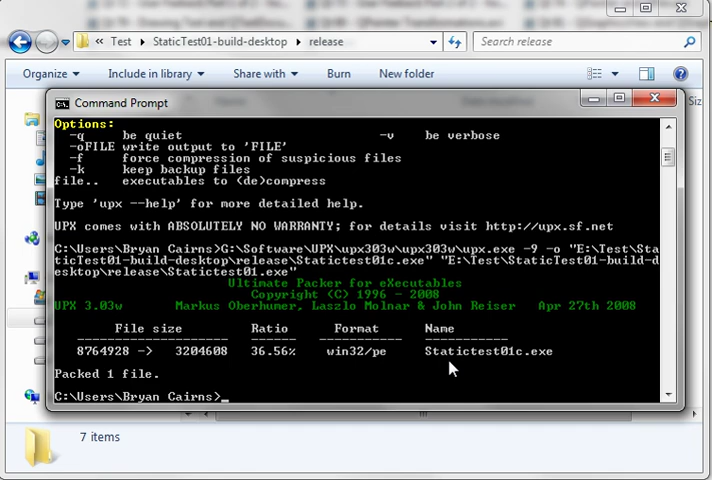 Test
StaticTest01-build-desktop
release
Search release
Organize
Include in library
Share with
Burn
New folder
Command Prompt
Options:
-q be quiet -v be verbose
-oFILE write output to 'FILE'
-f force compression of suspicious files
-k keep backup files
file.. executables to (de)compress
Type 'upx --help' for more detailed help.
UPX comes with ABSOLUTELY NO WARRANTY; for details visit http://upx.sf.net
C:\Users\Bryan Cairns>G:\Software\UPX\upx303w\upx303w\upx.exe -9 -o "E:\Test\Sta
ticTest01-build-desktop\release\Statictest01c.exe" "E:\Test\StaticTest01-build-d
esktop\release\Statictest01.exe"
Ultimate Packer for eXecutables
Copyright (C) 1996 - 2008
UPX 3.03w Markus Oberhumer, Laszlo Molnar & John Reiser Apr 27th 2008
File size Ratio Format Name
-------------------- ------ ----------- -----------
8764928 -> 3204608 36.56% win32/pe Statictest01c.exe
Packed 1 file.
C:\Users\Bryan Cairns>_
7 items